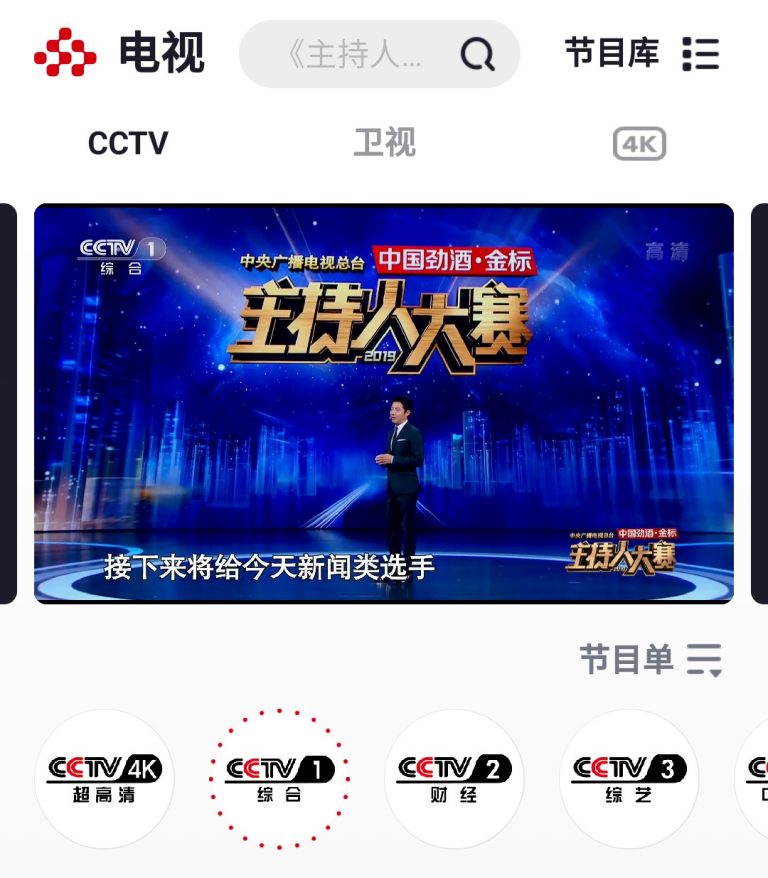 电视
《主持人...
节目库
CCTV
卫视
4K
CCTV 1
综合
高清
中央广播电视总台
中国劲酒·金标
主持人大赛
2019
中央广播电视总台
中国劲酒·金标
主持人大赛
接下来将给今天新闻类选手
节目单
CCTV 4K
超高清
CCTV 1
综合
CCTV 2
财经
CCTV 3
综艺